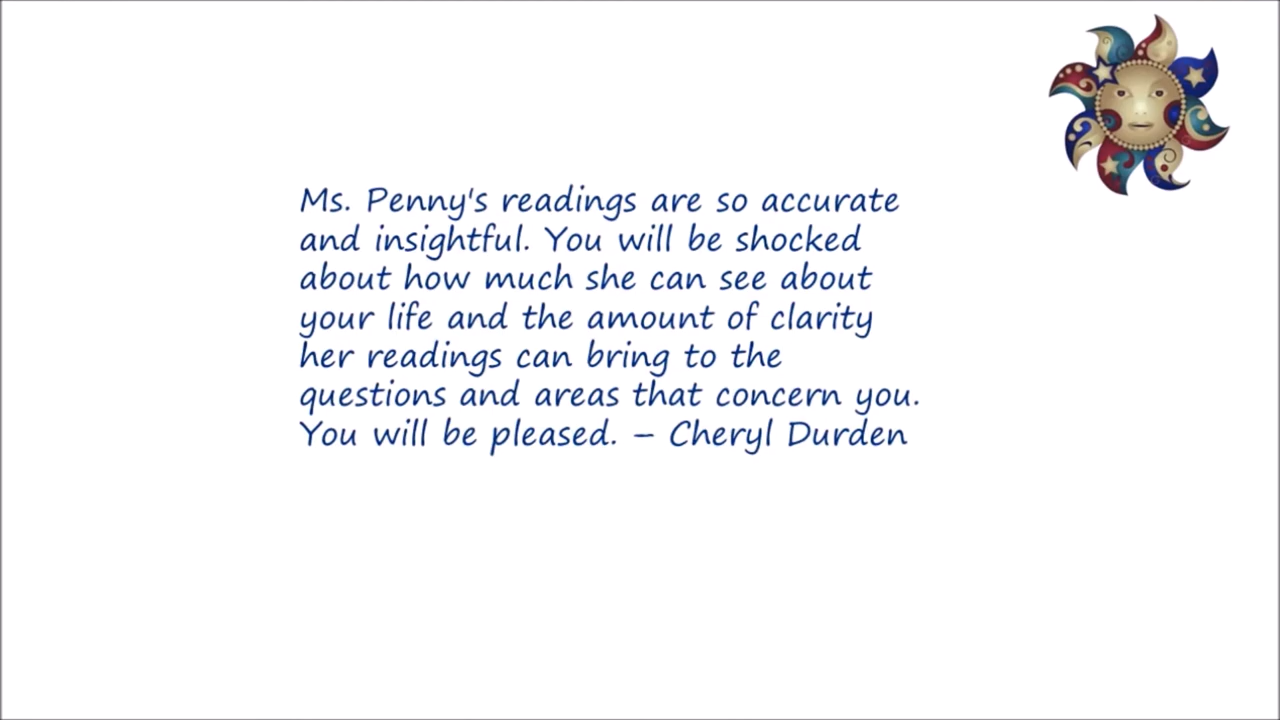 Ms. Penny's readings are so accurate
and insightful. You will be shocked
about how much she can see about
your life and the amount of clarity
her readings can bring to the
questions and areas that concern you.
You will be pleased. – Cheryl Durden